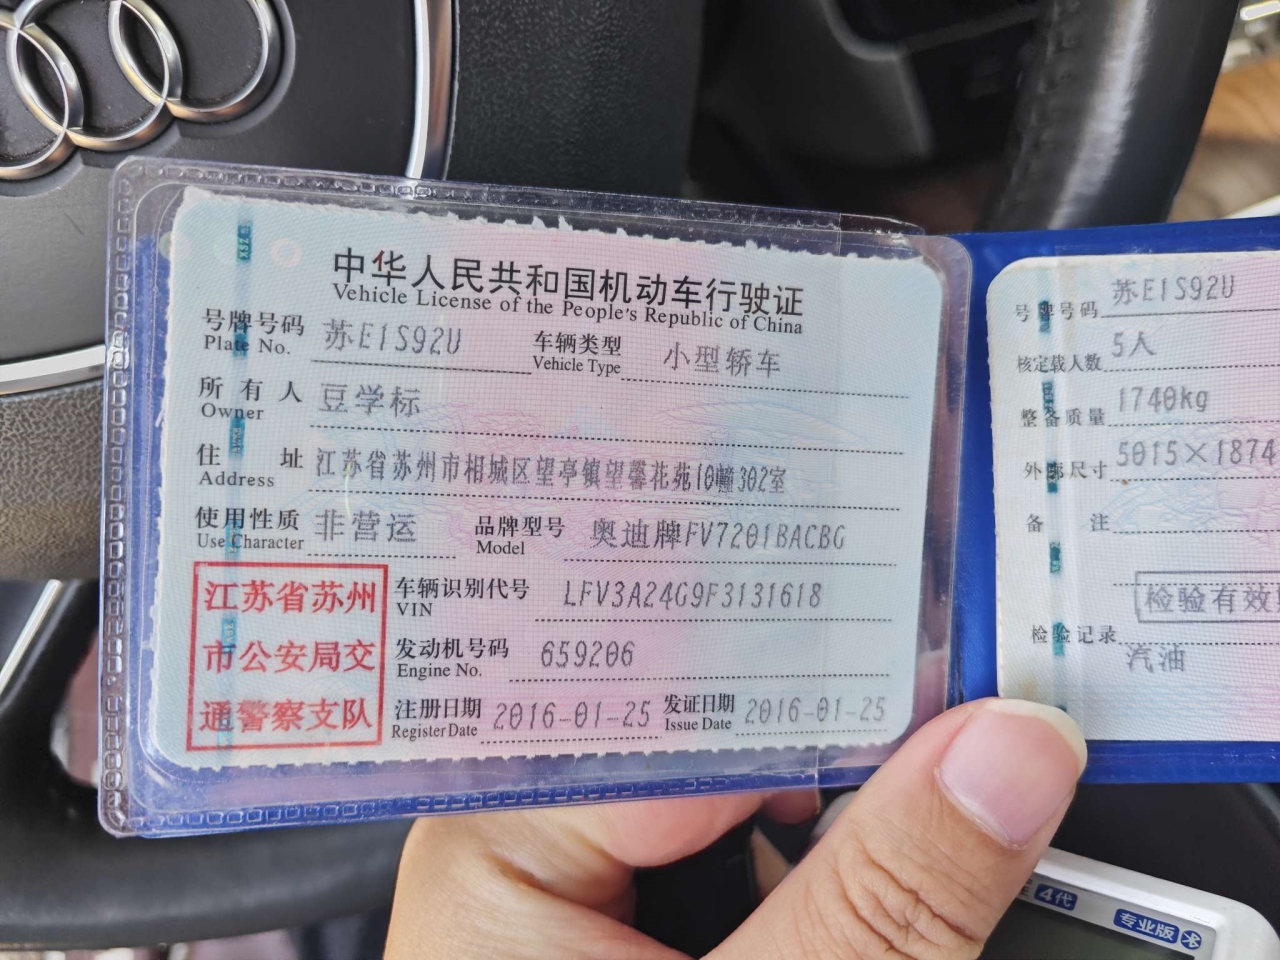 中华人民共和国机动车行驶证
Vehicle License of the People's Republic of China
号牌号码 苏E1S92U 车辆类型 小型轿车
Plate No. Vehicle Type
所有人 豆学标
Owner
住址 江苏省苏州市相城区望亭镇望馨花苑10幢302室
Address
使用性质 非营运 品牌型号 奥迪牌FV7201BACBG
Use Character Model
江苏省苏州
市公安局交
通警察支队
车辆识别代号 LFV3A24G9F3131618
VIN
发动机号码 659206
Engine No.
注册日期 2016-01-25 发证日期 2016-01-25
Register Date Issue Date
号牌号码 苏E1S92U
核定载人数 5人
整备质量 1740kg
外廓尺寸 5015×1874
备注
检验有效
检验记录
汽油
4代
专业版